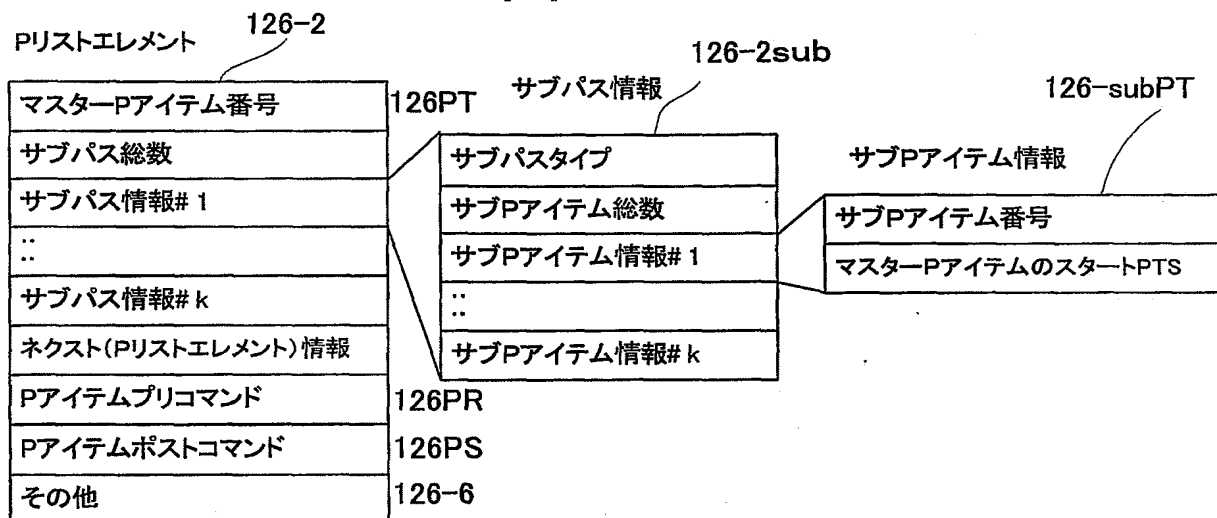 Pリストエレメント
126-2
マスターPアイテム番号
126PT
サブパス総数
サブパス情報#1
::
サブパス情報#k
ネクスト(Pリストエレメント)情報
Pアイテムプリコマンド
126PR
Pアイテムポストコマンド
126PS
その他
126-6
サブパス情報
126-2sub
サブパスタイプ
サブPアイテム総数
サブPアイテム情報#1
::
サブPアイテム情報#k
サブPアイテム情報
126-subPT
サブPアイテム番号
マスターPアイテムのスタートPTS